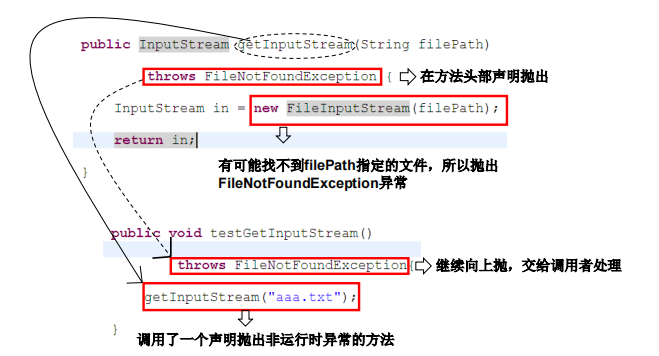 public InputStream getInputStream(String filePath)
throws FileNotFoundException { 在方法头部声明抛出
InputStream in = new FileInputStream(filePath);
return in;
有可能找不到filePath指定的文件，所以抛出
FileNotFoundException异常
}
public void testGetInputStream()
throws FileNotFoundException{ 继续向上抛，交给调用者处理
getInputStream("aaa.txt");
}
调用了一个声明抛出非运行时异常的方法